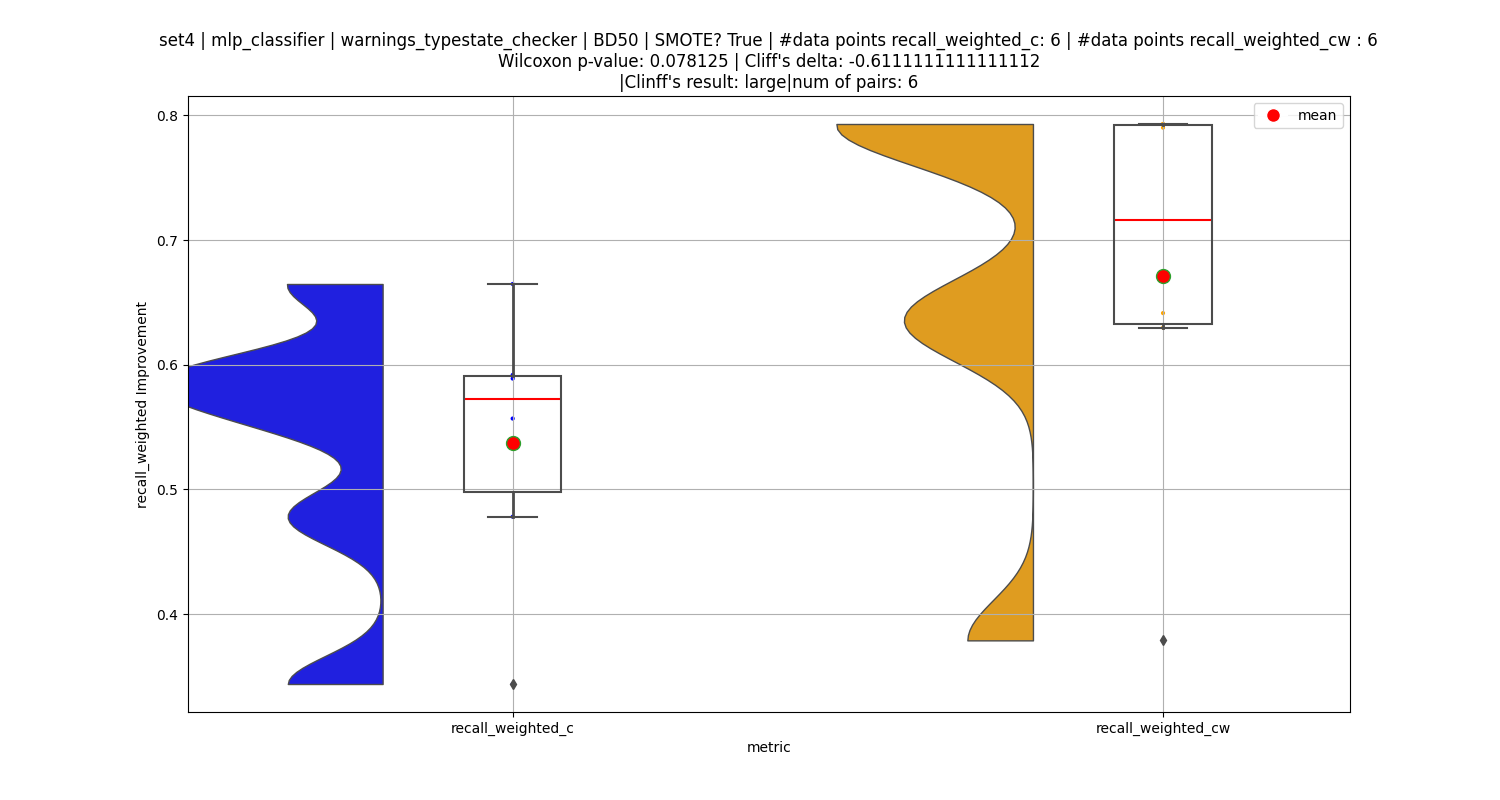 set4 | mlp_classifier | warnings_typestate_checker | BD50 | SMOTE? True | #data points recall_weighted_c: 6 | #data points recall_weighted_cw : 6
Wilcoxon p-value: 0.078125 | Cliff's delta: -0.6111111111111112
|Clinff's result: large|num of pairs: 6
mean
0.8
0.7
0.6
0.5
0.4
recall_weighted Improvement
recall_weighted_c
recall_weighted_cw
metric